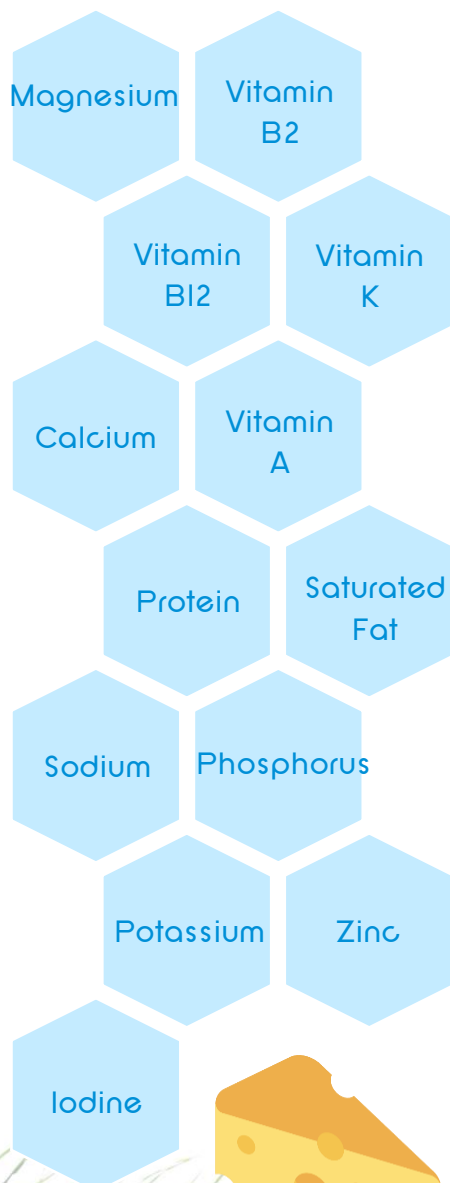 Magnesium
Vitamin
B2
Vitamin
B12
Vitamin
K
Calcium
Vitamin
A
Protein
Saturated
Fat
Sodium
Phosphorus
Potassium
Zinc
Iodine